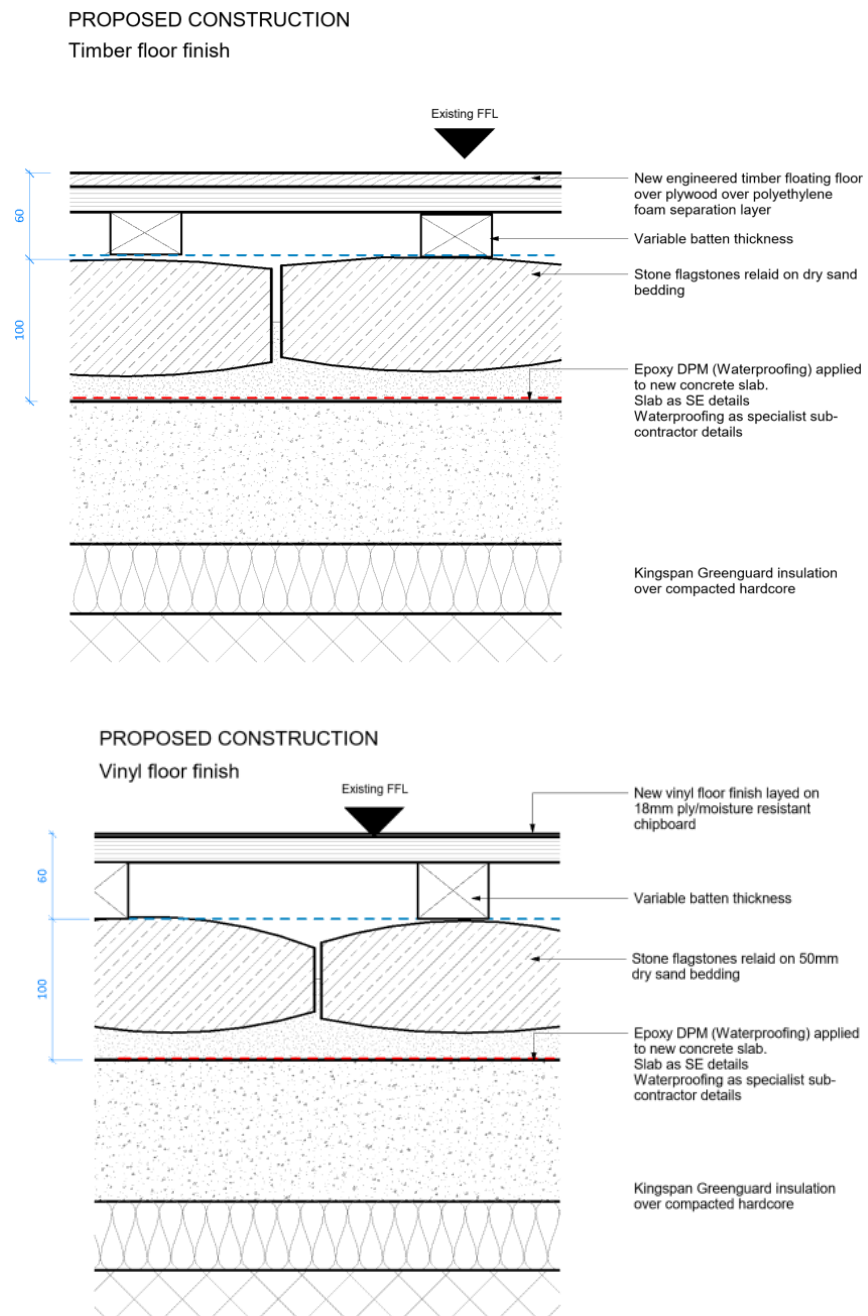 PROPOSED CONSTRUCTION
Timber floor finish
Existing FFL
60
100
New engineered timber floating floor
over plywood over polyethylene
foam separation layer
Variable batten thickness
Stone flagstones relaid on dry sand
bedding
Epoxy DPM (Waterproofing) applied
to new concrete slab.
Slab as SE details
Waterproofing as specialist sub-
contractor details
Kingspan Greenguard insulation
over compacted hardcore
PROPOSED CONSTRUCTION
Vinyl floor finish
Existing FFL
60
100
New vinyl floor finish layed on
18mm ply/moisture resistant
chipboard
Variable batten thickness
Stone flagstones relaid on 50mm
dry sand bedding
Epoxy DPM (Waterproofing) applied
to new concrete slab.
Slab as SE details
Waterproofing as specialist sub-
contractor details
Kingspan Greenguard insulation
over compacted hardcore